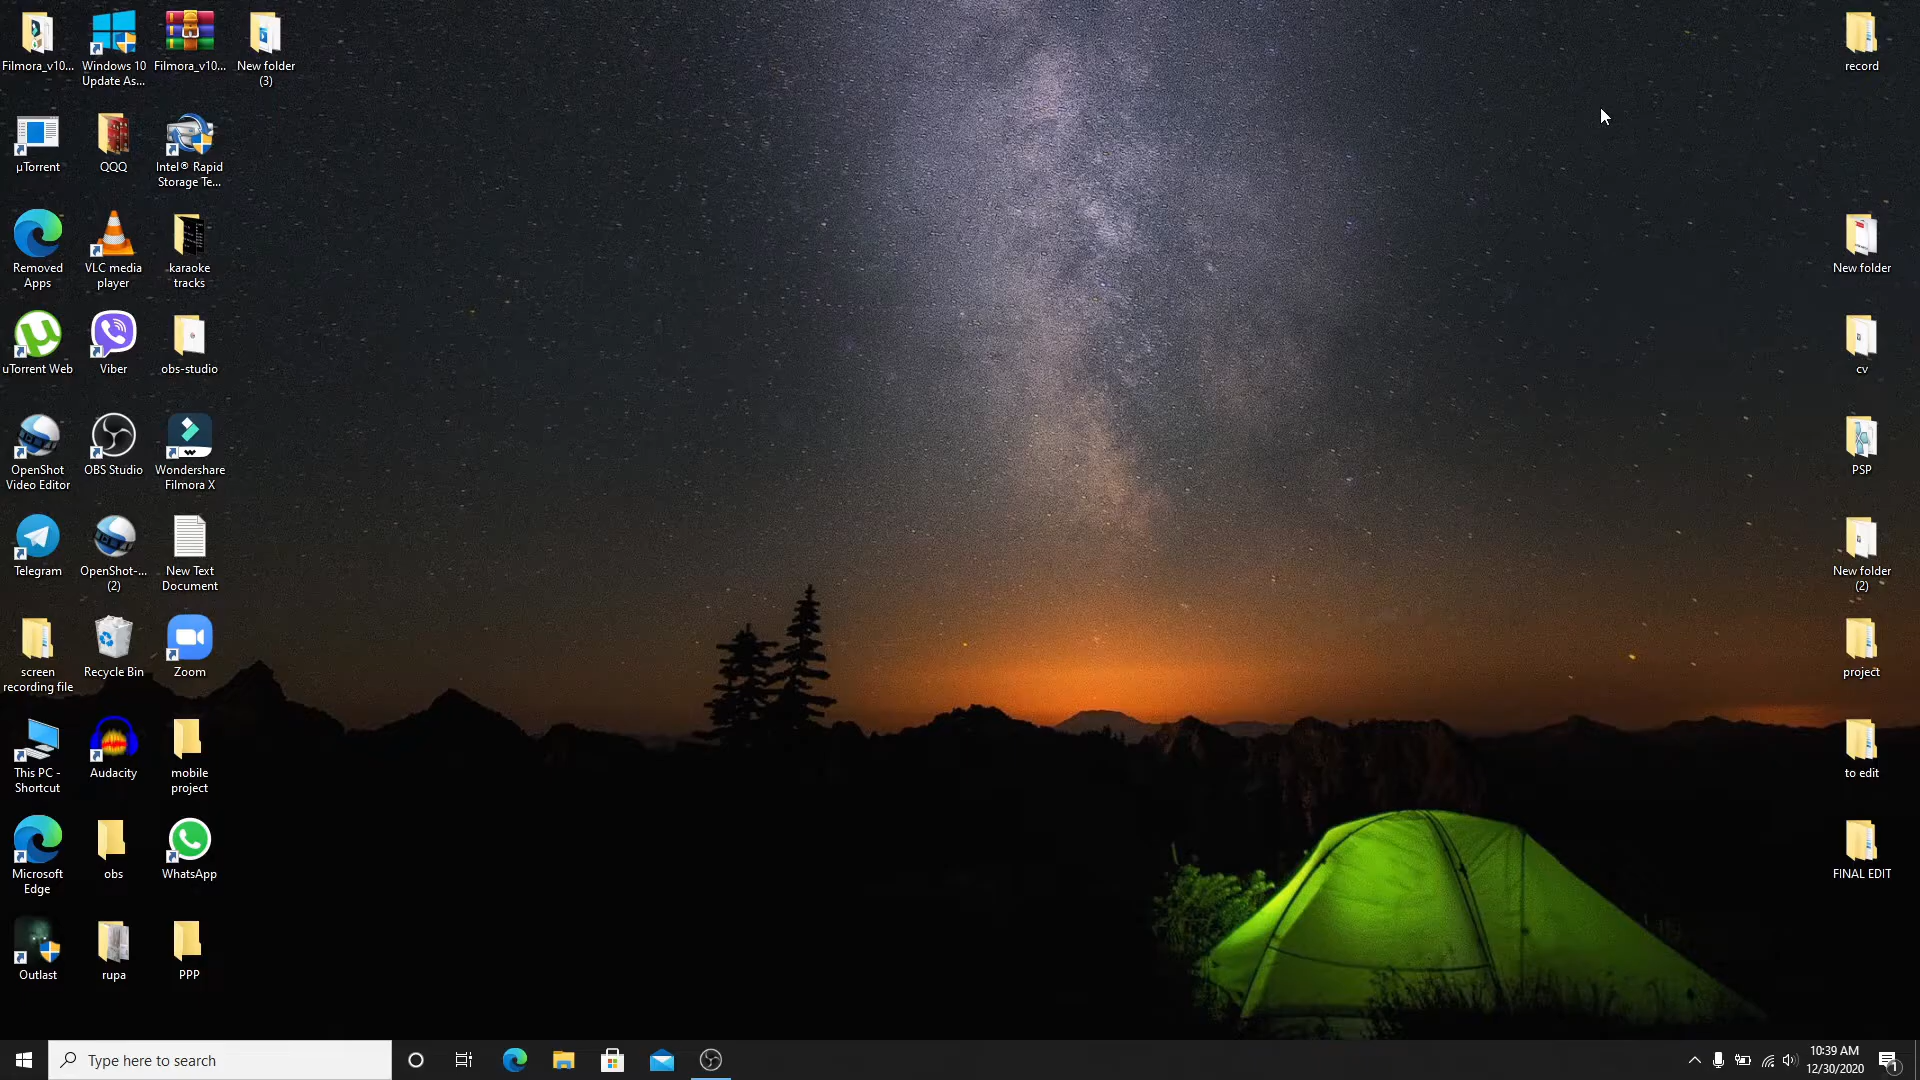 Filmora_v10...
Windows 10
Update As...
Filmora_v10...
New folder
(3)
record
µTorrent
QQQ
Intel® Rapid
Storage Te...
Removed
Apps
VLC media
player
karaoke
tracks
New folder
uTorrent Web
Viber
obs-studio
cv
OpenShot
Video Editor
OBS Studio
Wondershare
Filmora X
PSP
Telegram
OpenShot-...
(2)
New Text
Document
New folder
(2)
screen
recording file
Recycle Bin
Zoom
project
This PC -
Shortcut
Audacity
mobile
project
to edit
Microsoft
Edge
obs
WhatsApp
FINAL EDIT
Outlast
rupa
PPP
Type here to search
10:39 AM
12/30/2020
1